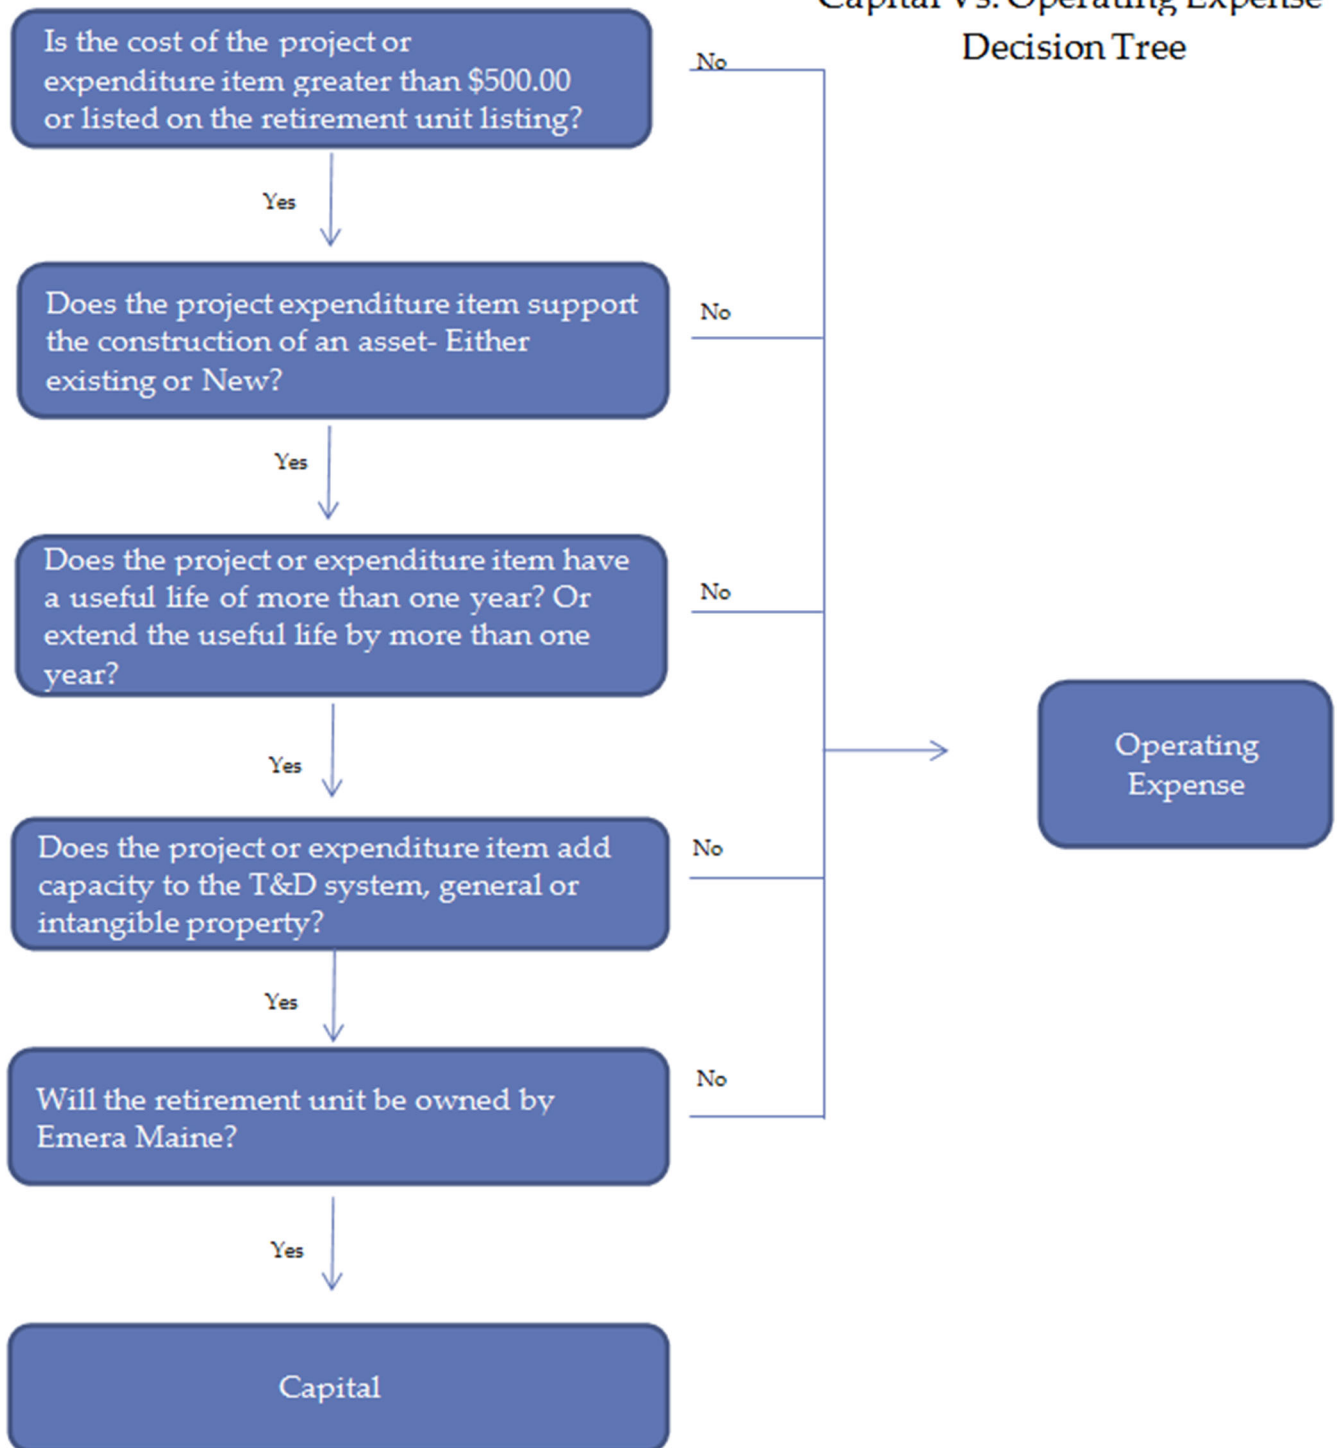 Capital Vs. Operating Expense
Decision Tree
Is the cost of the project or
expenditure item greater than $500.00
or listed on the retirement unit listing?
No
Yes
Does the project expenditure item support
the construction of an asset- Either
existing or New?
No
Yes
Does the project or expenditure item have
a useful life of more than one year? Or
extend the useful life by more than one
year?
No
Yes
Operating
Expense
Does the project or expenditure item add
capacity to the T&D system, general or
intangible property?
No
Yes
Will the retirement unit be owned by
Emera Maine?
No
Yes
Capital